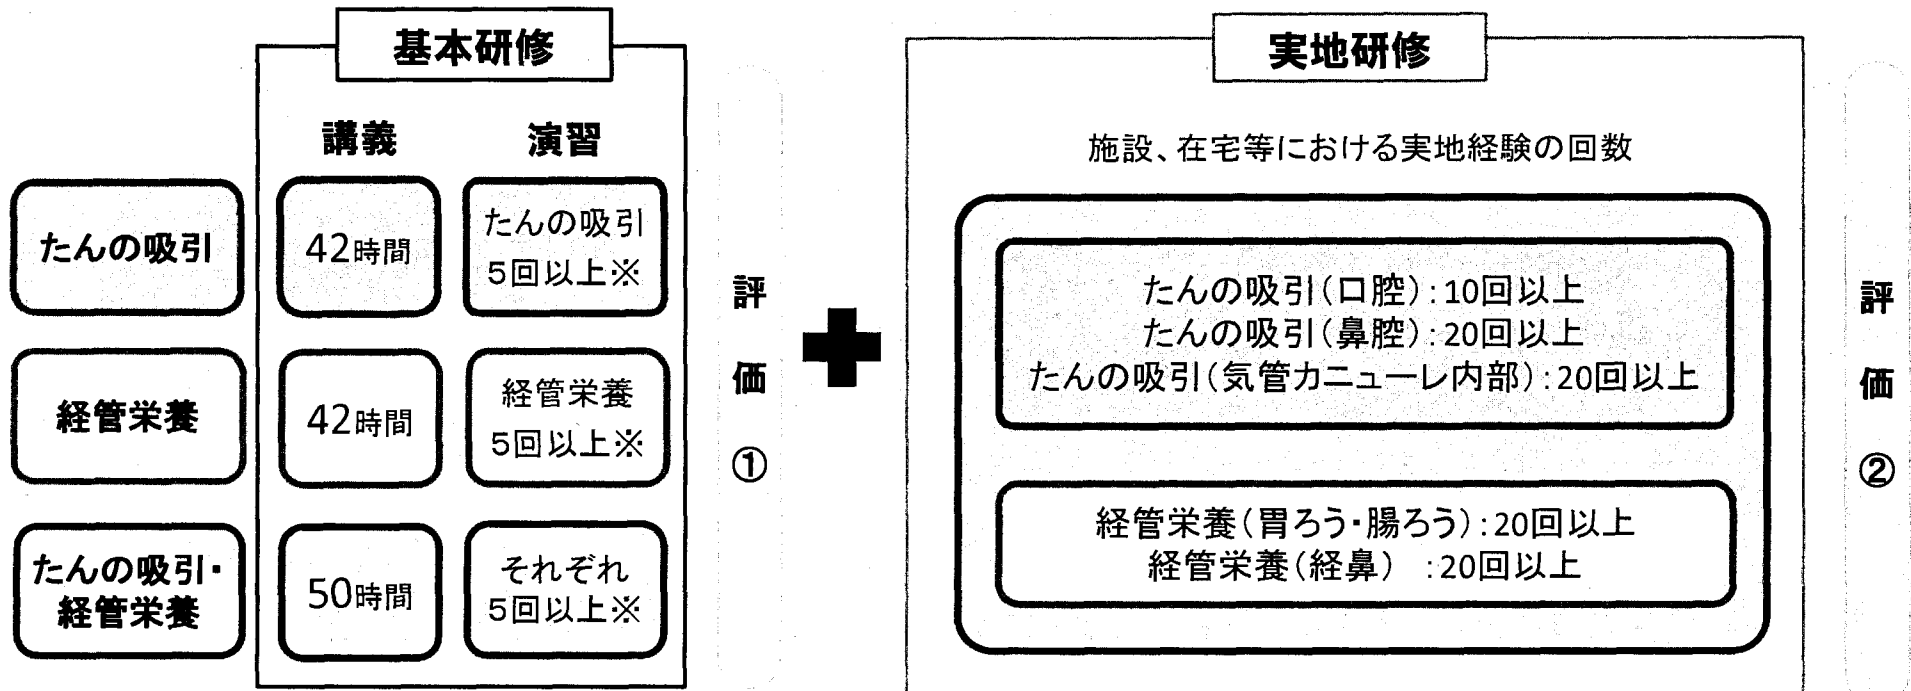 基本研修
講義
演習
たんの吸引
42時間
たんの吸引
5回以上※
経管栄養
42時間
経管栄養
5回以上※
たんの吸引・
経管栄養
50時間
それぞれ
5回以上※
評
価
①
実地研修
施設、在宅等における実地経験の回数
たんの吸引(口腔):10回以上
たんの吸引(鼻腔):20回以上
たんの吸引(気管カニューレ内部):20回以上
経管栄養(胃ろう・腸ろう):20回以上
経管栄養(経鼻) :20回以上
評
価
②